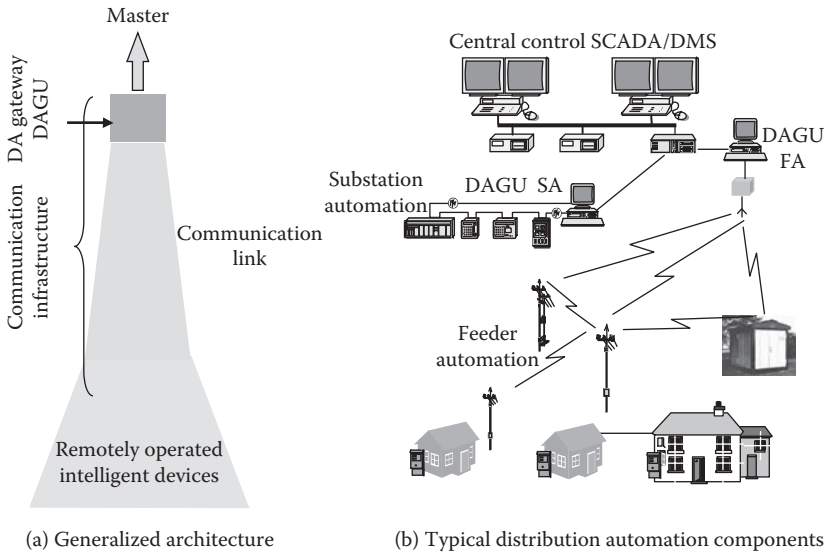 Master
DA gateway
DAGU
Communication
infrastructure
Communication
link
Remotely operated
intelligent devices
(a) Generalized architecture
Central control SCADA/DMS
DAGU
FA
Substation
automation
DAGU SA
Feeder
automation
(b) Typical distribution automation components